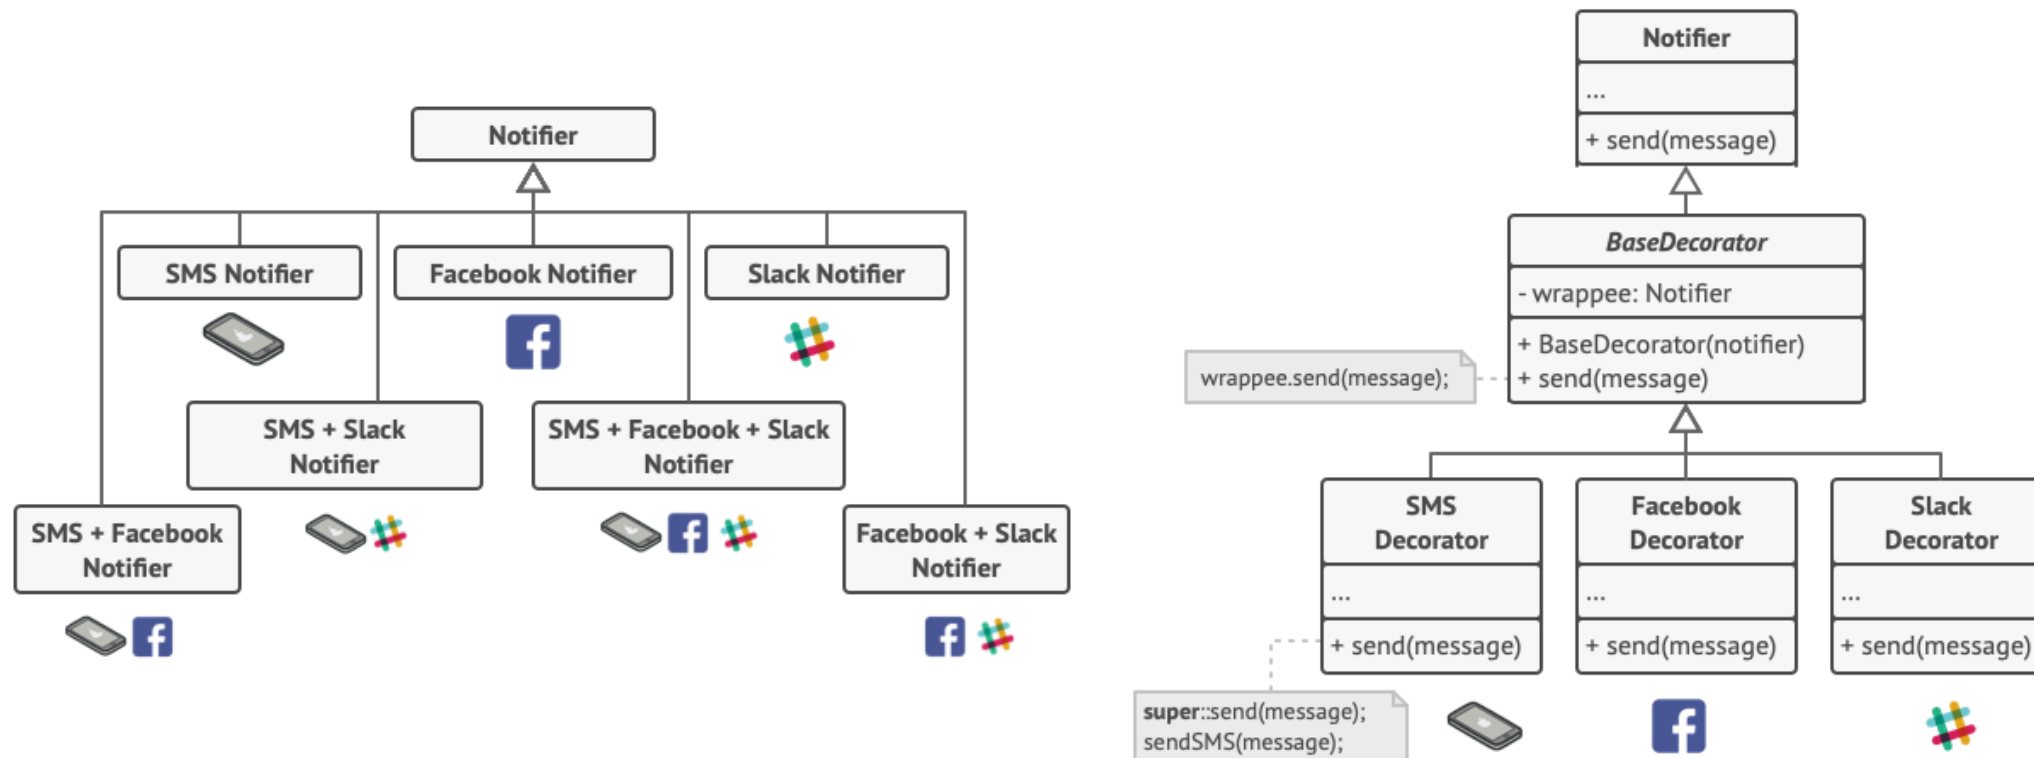 Notifier
SMS Notifier
Facebook Notifier
Slack Notifier
SMS + Slack
Notifier
SMS + Facebook + Slack
Notifier
SMS + Facebook
Notifier
Facebook + Slack
Notifier
Notifier
...
+ send(message)
BaseDecorator
- wrappee: Notifier
+ BaseDecorator(notifier)
+ send(message)
wrappee.send(message);
SMS
Decorator
...
+ send(message)
Facebook
Decorator
...
+ send(message)
Slack
Decorator
...
+ send(message)
super::send(message);
sendSMS(message);